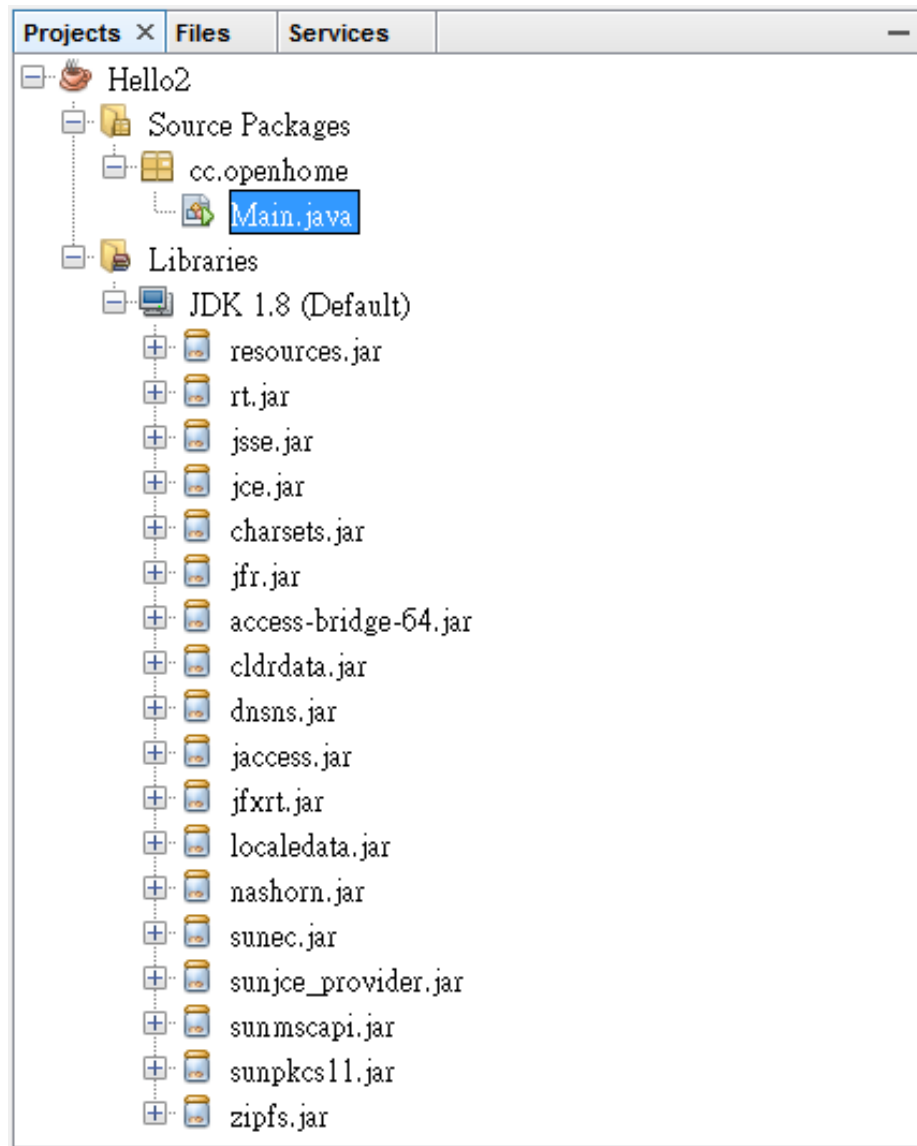 Projects Files Services
Hello2
Source Packages
cc.openhome
Main.java
Libraries
JDK 1.8 (Default)
resources.jar
rt.jar
jsse.jar
jce.jar
charsets.jar
jfr.jar
access-bridge-64.jar
cldrdata.jar
dnsns.jar
jaccess.jar
jfxrt.jar
localedata.jar
nashorn.jar
sunec.jar
sunjce_provider.jar
sunmscapi.jar
sunpkcs11.jar
zipfs.jar